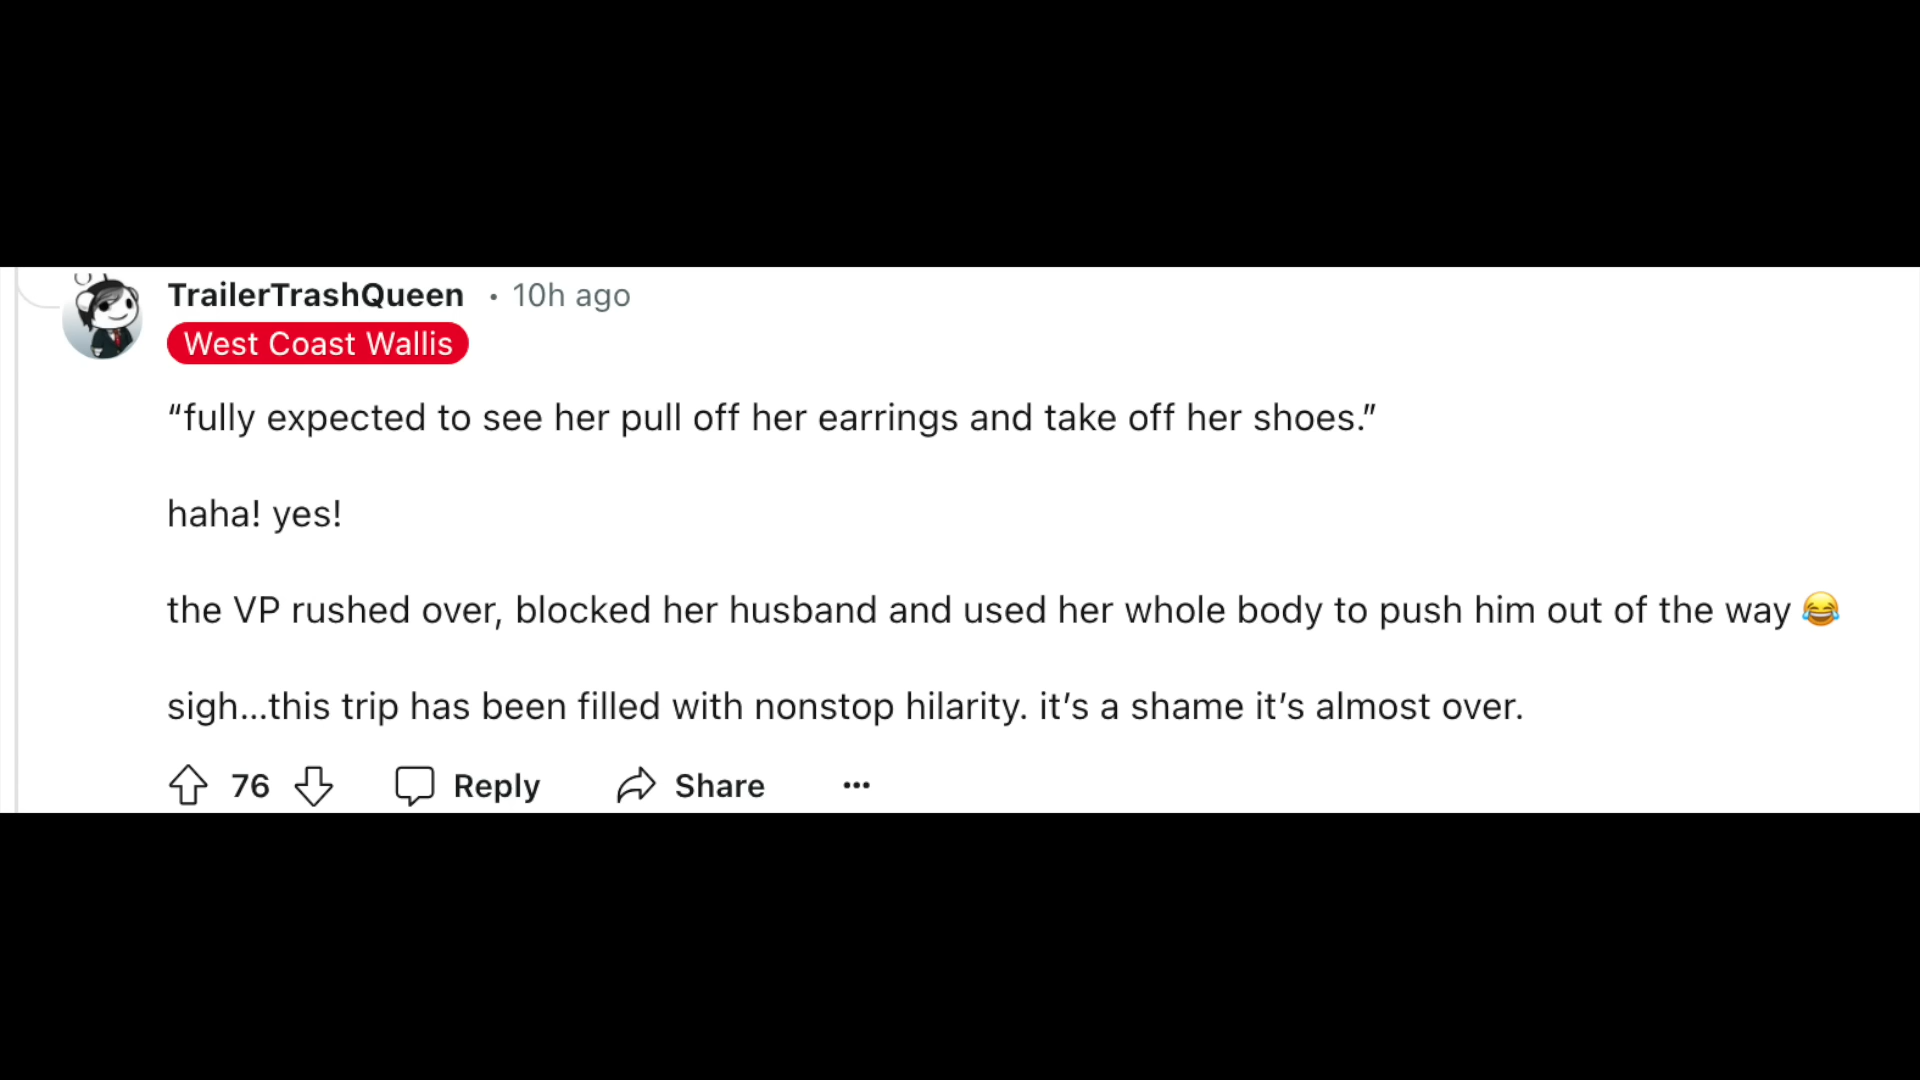 TrailerTrashQueen • 10h ago
West Coast Wallis
“fully expected to see her pull off her earrings and take off her shoes.”
haha! yes!
the VP rushed over, blocked her husband and used her whole body to push him out of the way 😂
sigh...this trip has been filled with nonstop hilarity. it’s a shame it’s almost over.
76 Reply Share ···